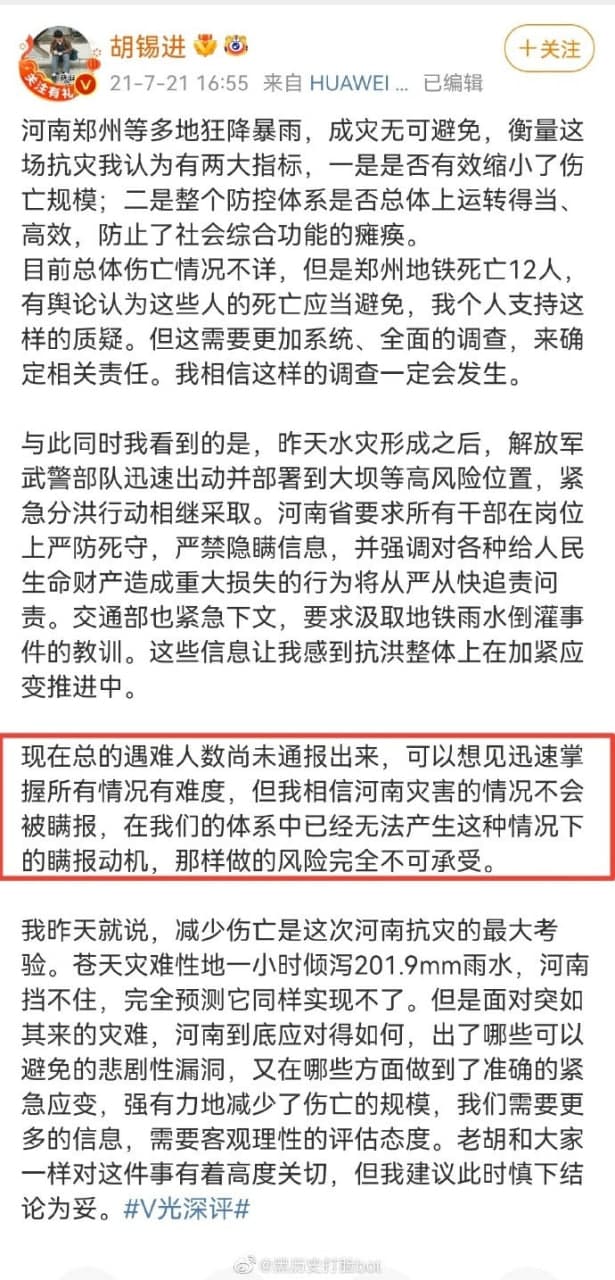 胡锡进
＋关注
21-7-21 16:55 来自 HUAWEI ... 已编辑
关注有礼
河南郑州等多地狂降暴雨，成灾无可避免，衡量这
场抗灾我认为有两大指标，一是是否有效缩小了伤
亡规模；二是整个防控体系是否总体上运转得当、
高效，防止了社会综合功能的瘫痪。
目前总体伤亡情况不详，但是郑州地铁死亡12人，
有舆论认为这些人的死亡应当避免，我个人支持这
样的质疑。但这需要更加系统、全面的调查，来确
定相关责任。我相信这样的调查一定会发生。
与此同时我看到的是，昨天水灾形成之后，解放军
武警部队迅速出动并部署到大坝等高风险位置，紧
急分洪行动相继采取。河南省要求所有干部在岗位
上严防死守，严禁隐瞒信息，并强调对各种给人民
生命财产造成重大损失的行为将从严从快追责问
责。交通部也紧急下文，要求汲取地铁雨水倒灌事
件的教训。这些信息让我感到抗洪整体上在加紧应
变推进中。
现在总的遇难人数尚未通报出来，可以想见迅速掌
握所有情况有难度，但我相信河南灾害的情况不会
被瞒报，在我们的体系中已经无法产生这种情况下
的瞒报动机，那样做的风险完全不可承受。
我昨天就说，减少伤亡是这次河南抗灾的最大考
验。苍天灾难性地一小时倾泻201.9mm雨水，河南
挡不住，完全预测它同样实现不了。但是面对突如
其来的灾难，河南到底应对得如何，出了哪些可以
避免的悲剧性漏洞，又在哪些方面做到了准确的紧
急应变，强有力地减少了伤亡的规模，我们需要更
多的信息，需要客观理性的评估态度。老胡和大家
一样对这件事有着高度关切，但我建议此时慎下结
论为妥。#V光深评#
@黑历史打脸bot